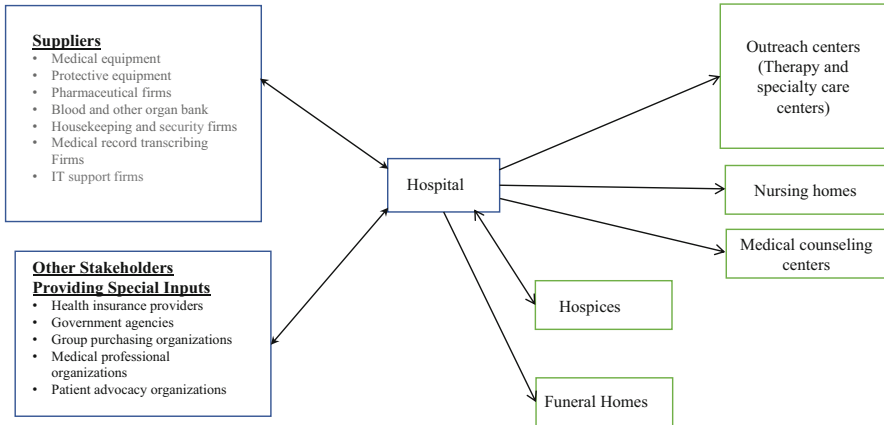 Suppliers
• Medical equipment
• Protective equipment
• Pharmaceutical firms
• Blood and other organ bank
• Housekeeping and security firms
• Medical record transcribing
Firms
• IT support firms
Other Stakeholders
Providing Special Inputs
• Health insurance providers
• Government agencies
• Group purchasing organizations
• Medical professional
organizations
• Patient advocacy organizations
Hospital
Outreach centers
(Therapy and
specialty care
centers)
Nursing homes
Medical counseling
centers
Hospices
Funeral Homes